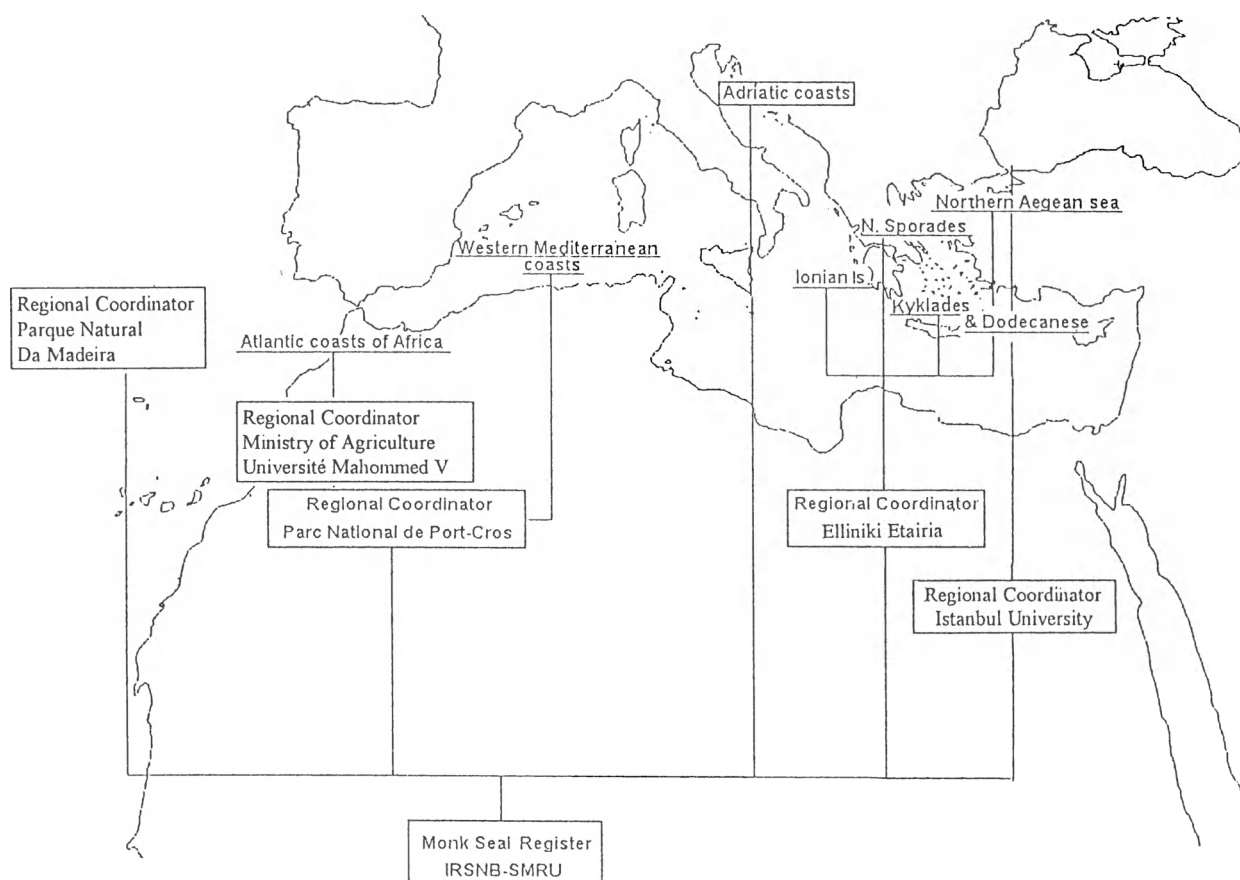 Adriatic coasts
Northern Aegean sea
N. Sporades
Western Mediterranean
coasts
Ionian Is.
Kyklades
& Dodecanese
Regional Coordinator
Parque Natural
Da Madeira
Atlantic coasts of Africa
Regional Coordinator
Ministry of Agriculture
Université Mahommed V
Regional Coordinator
Parc National de Port-Cros
Regional Coordinator
Elliniki Etairia
Regional Coordinator
Istanbul University
Monk Seal Register
IRSNB-SMRU